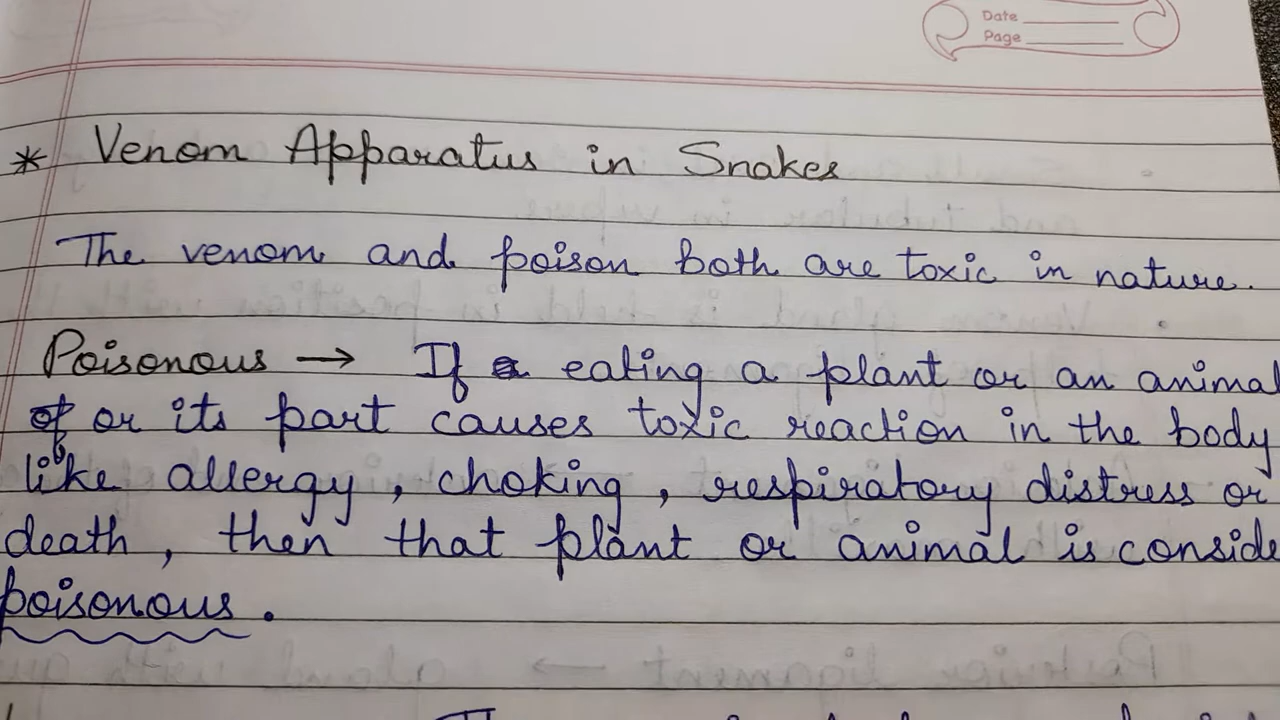 Date
Page
* Venom Apparatus in Snakes
The venom and poison both are toxic in nature.
Poisonous → If eating a plant or an animal
or its part causes toxic reaction in the body
like allergy, choking, respiratory distress or
death, then that plant or animal is conside
poisonous.